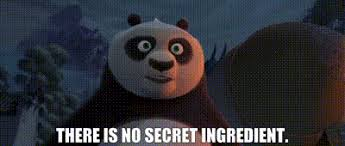 THERE IS NO SECRET INGREDIENT.